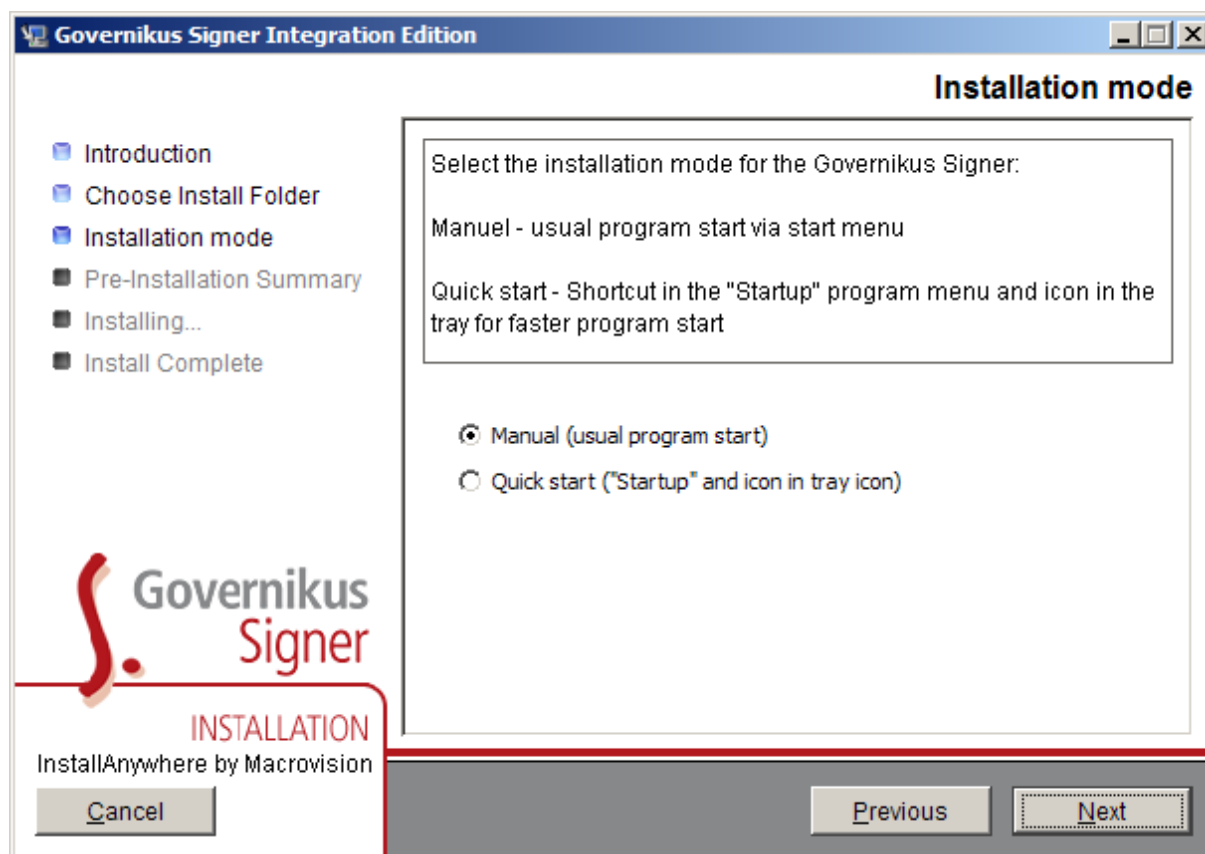 Governikus Signer Integration Edition
Installation mode
Introduction
Choose Install Folder
Installation mode
Pre-Installation Summary
Installing...
Install Complete
Select the installation mode for the Governikus Signer:
Manuel - usual program start via start menu
Quick start - Shortcut in the "Startup" program menu and icon in the
tray for faster program start
Manual (usual program start)
Quick start ("Startup" and icon in tray icon)
Governikus
Signer
INSTALLATION
InstallAnywhere by Macrovision
Cancel
Previous
Next